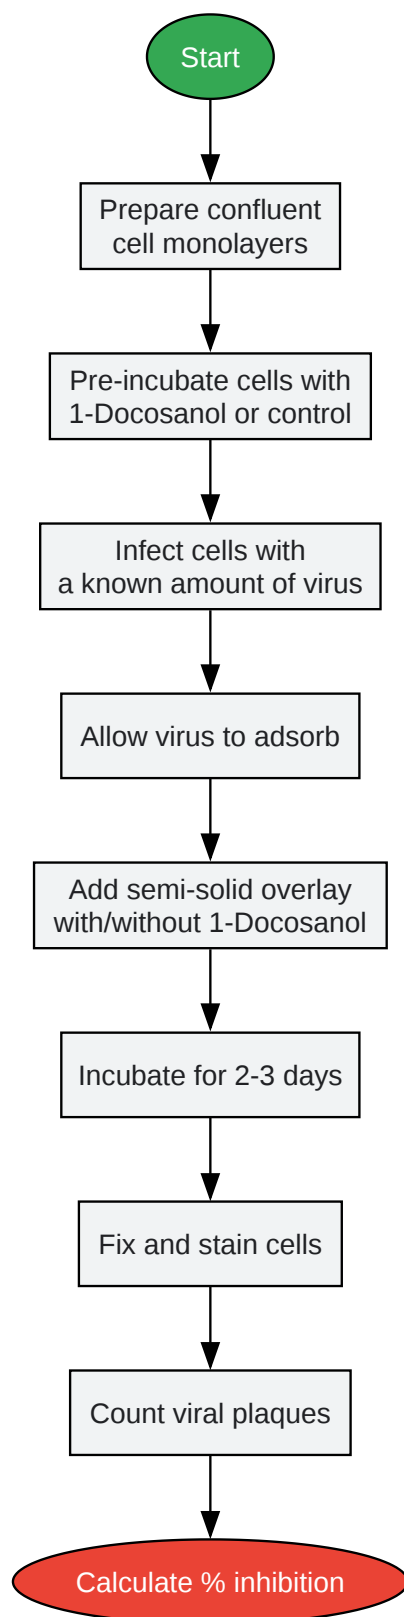 Start
Prepare confluent
cell monolayers
Pre-incubate cells with
1-Docosanol or control
Infect cells with
a known amount of virus
Allow virus to adsorb
Add semi-solid overlay
with/without 1-Docosanol
Incubate for 2-3 days
Fix and stain cells
Count viral plaques
Calculate % inhibition